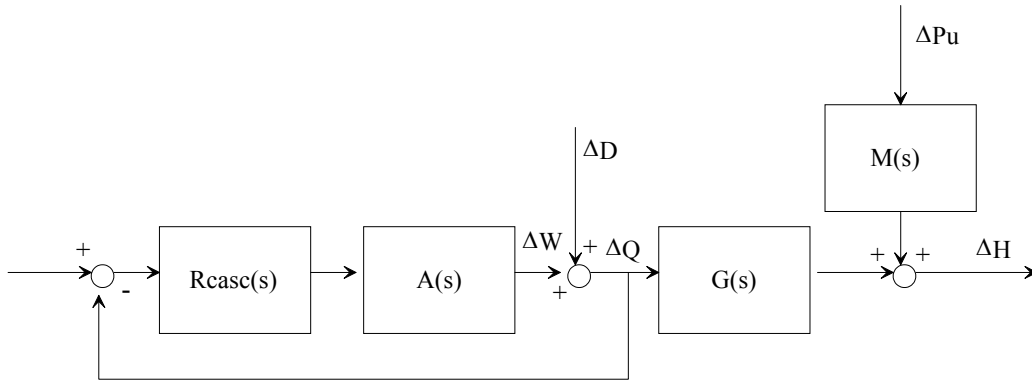 ΔPu
M(s)
ΔD
+
+
-
Rcasc(s)
A(s)
ΔW
+
+
ΔQ
G(s)
+
+
ΔH